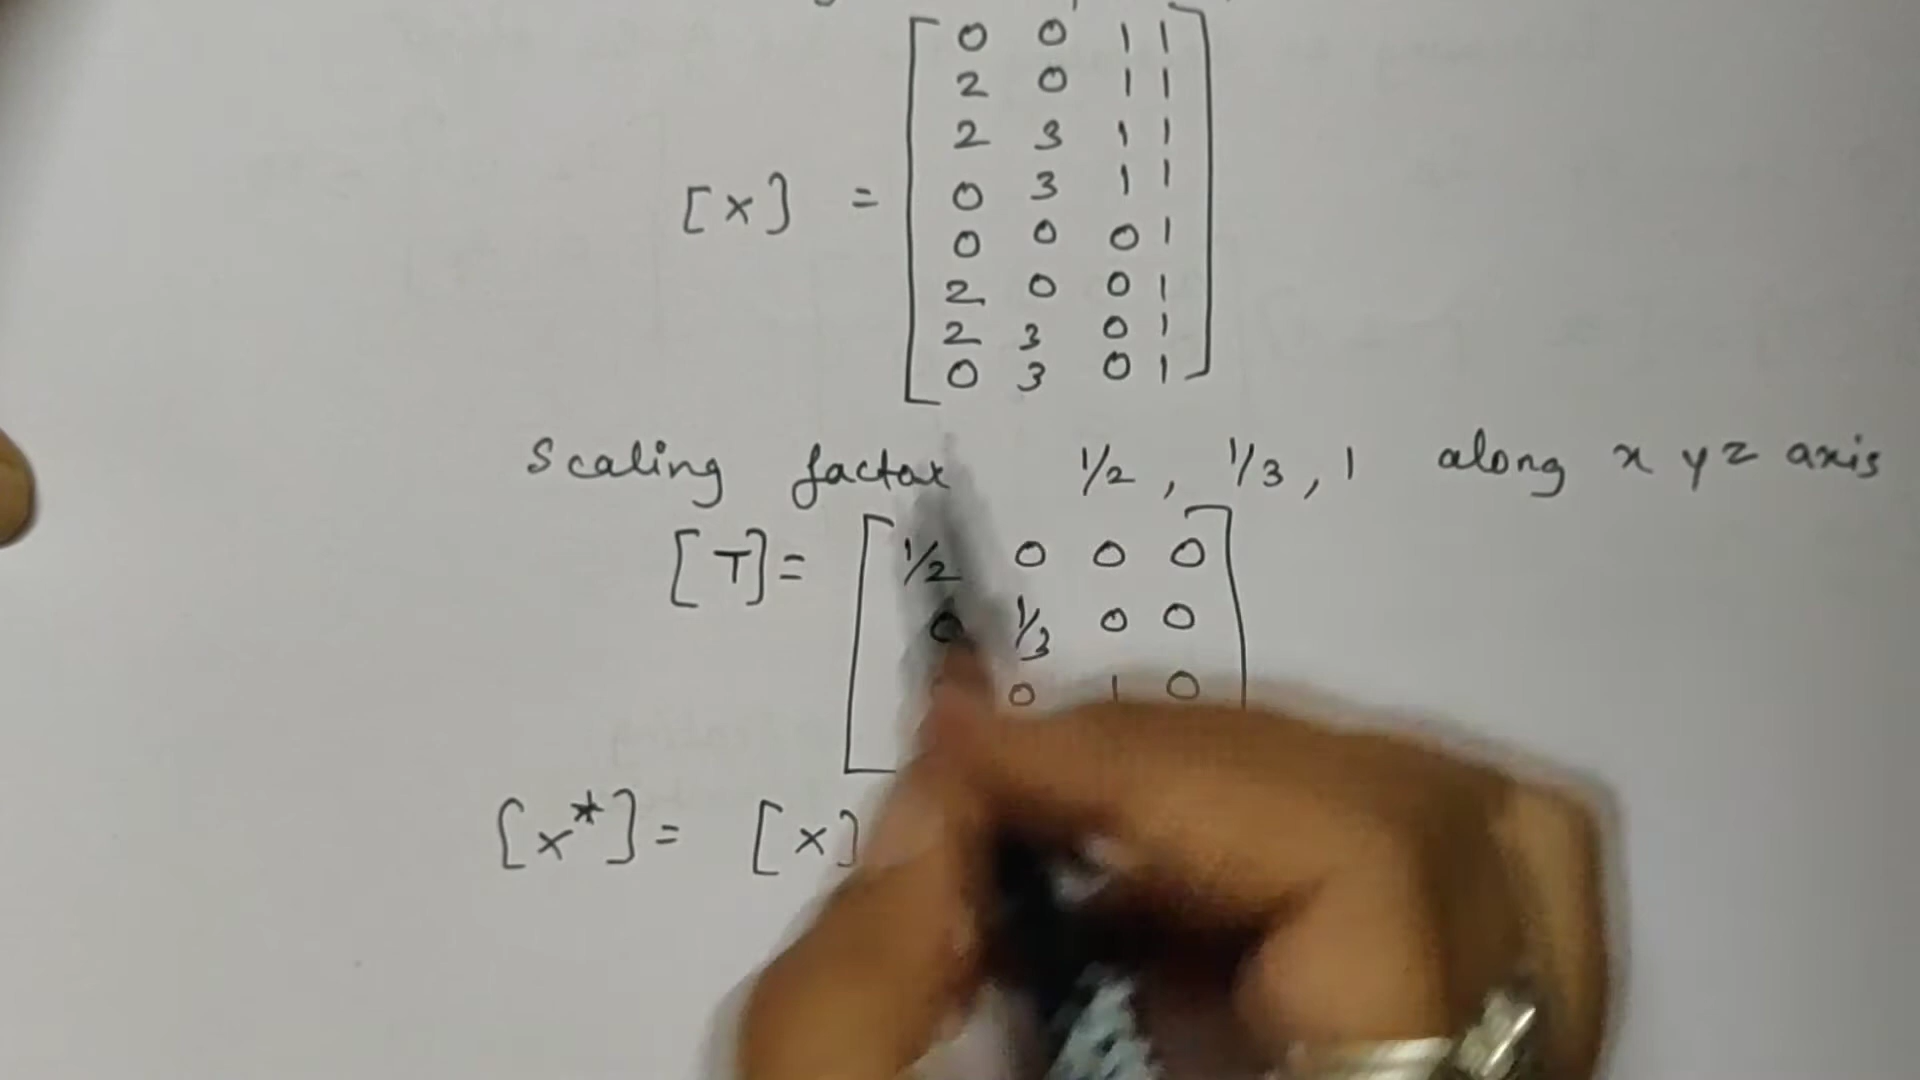 0 0 1 1
2 0 1 1
2 3 1 1
[x] = 0 3 1 1
0 0 0 1
2 0 0 1
2 3 0 1
0 3 0 1
Scaling factor 1/2, 1/3, 1 along x y z axis
[T] = 1/2 0 0 0
0 1/3 0 0
0 1 0
[x*] = [x]